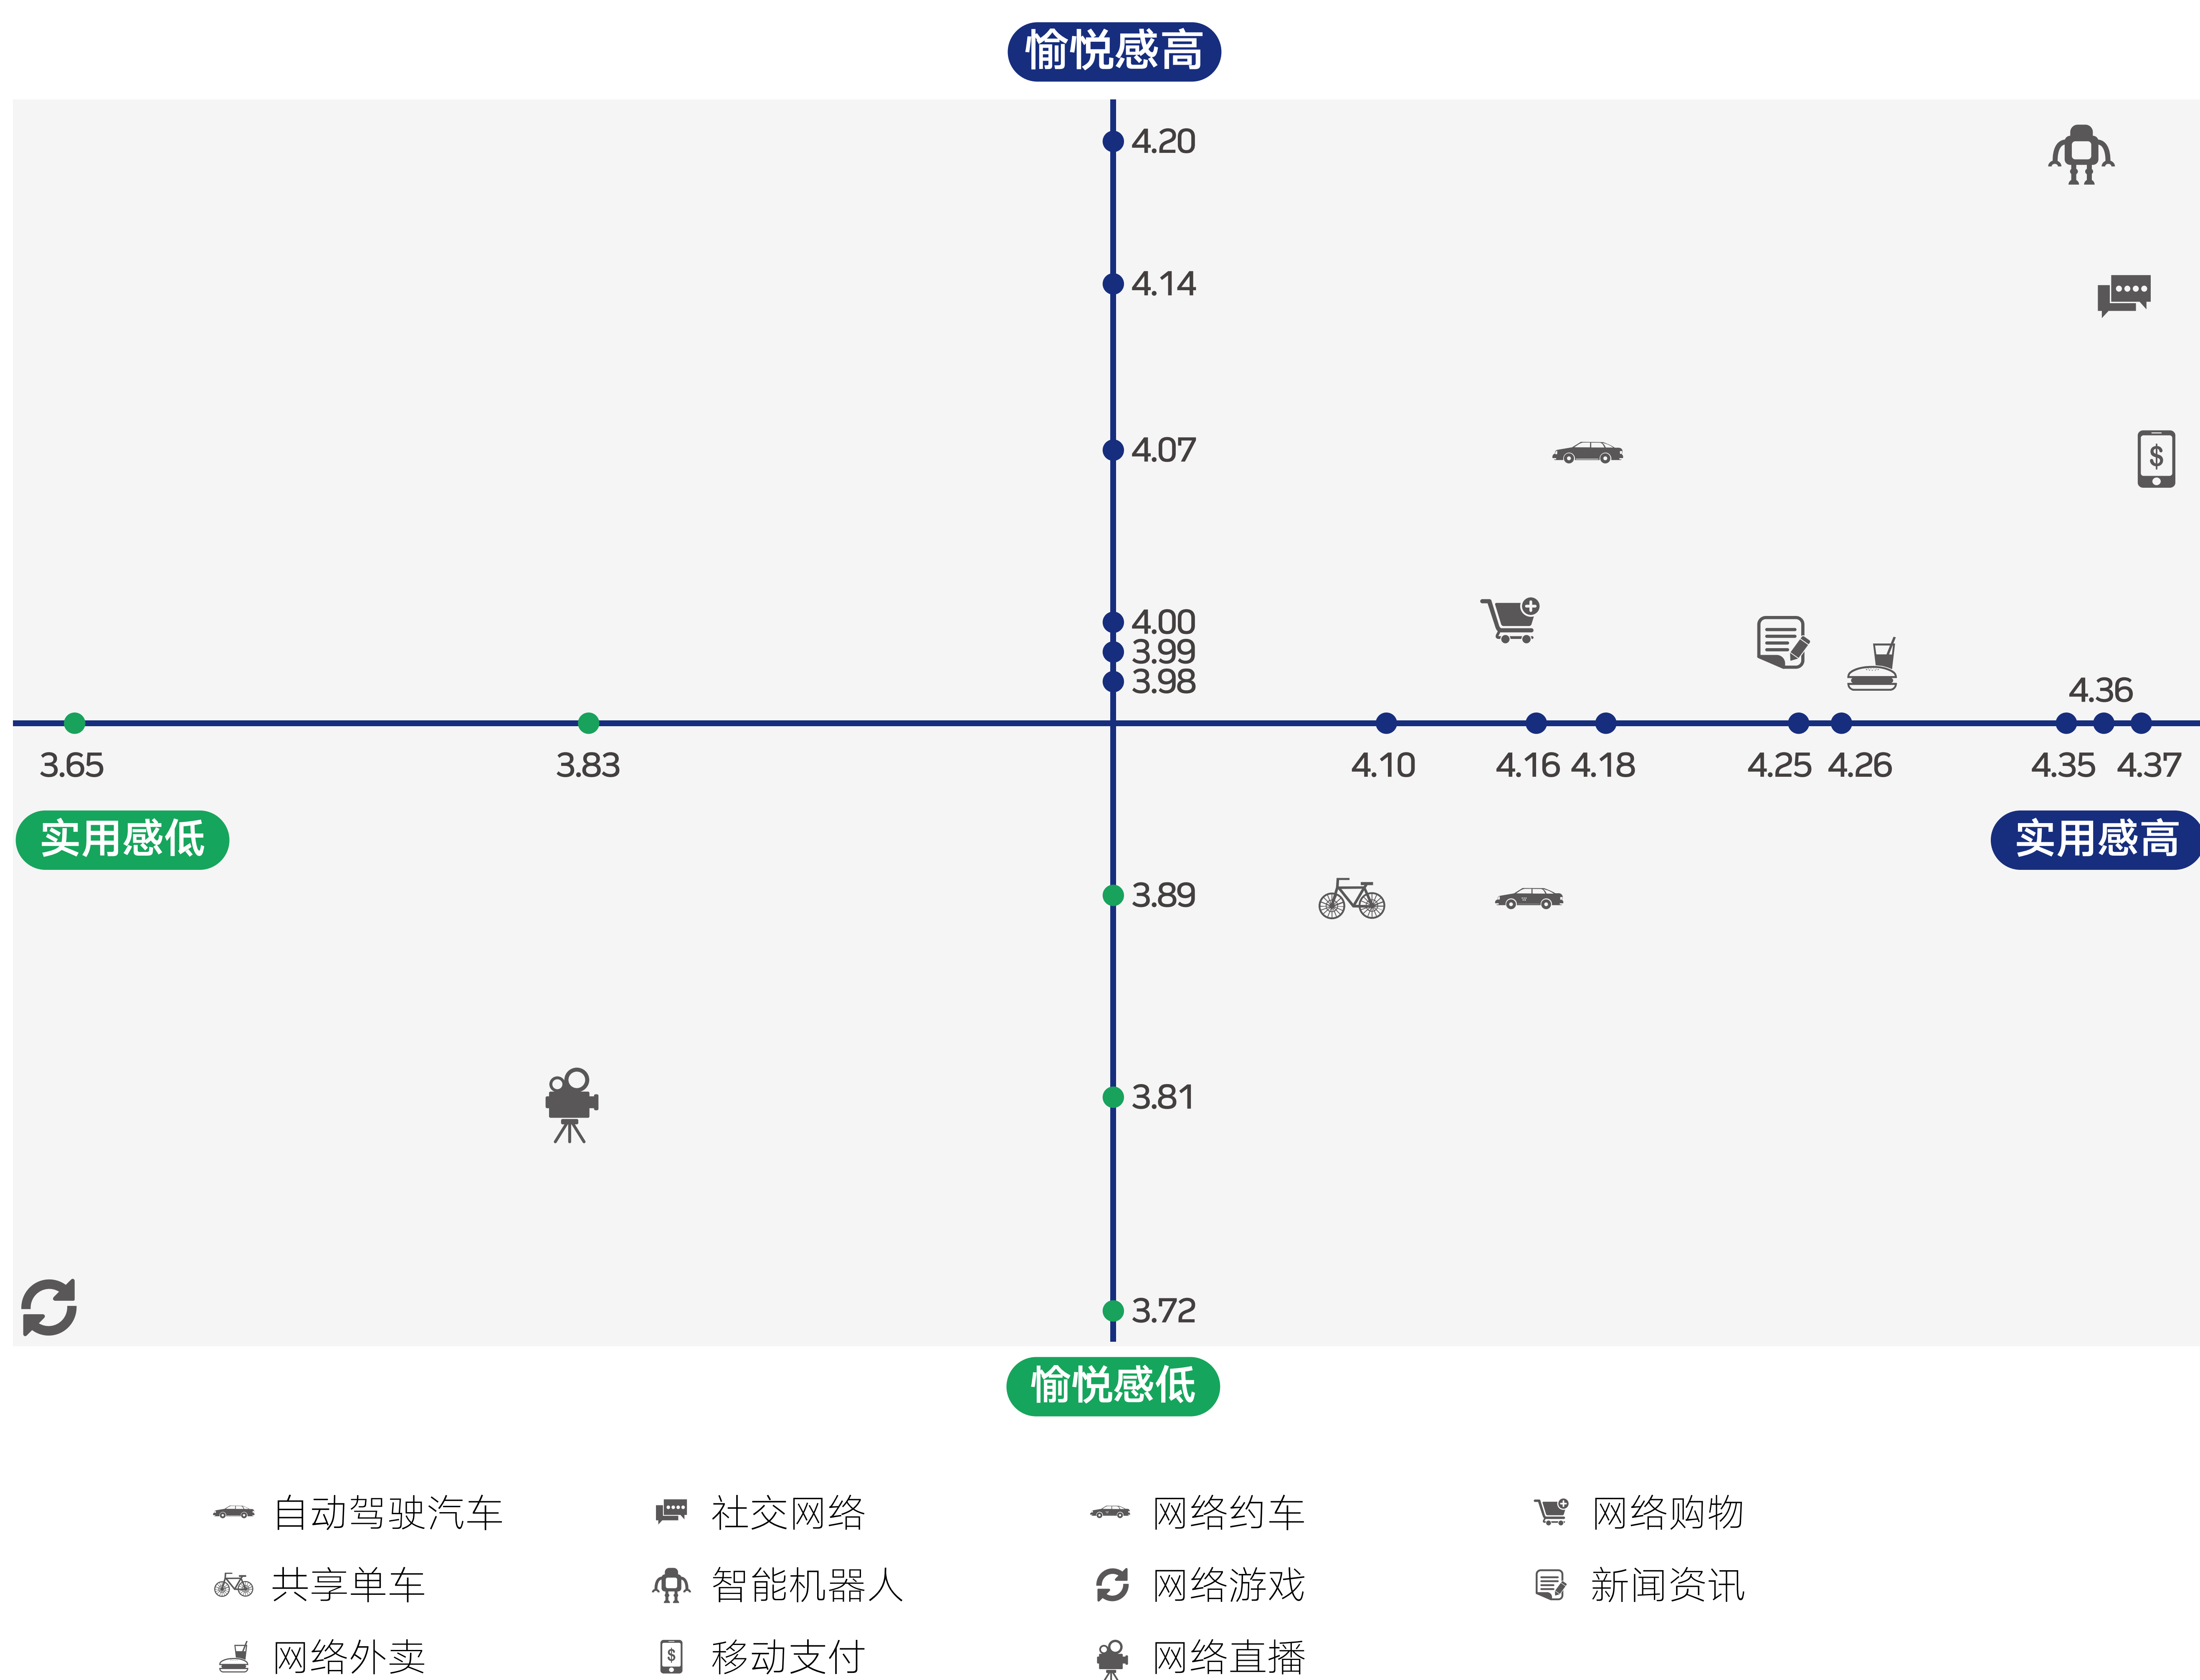 愉悦感高
4.20
4.14
4.07
4.00
3.99
3.98
4.36
3.65 3.83 4.10 4.16 4.18 4.25 4.26 4.35 4.37
实用感低 实用感高
3.89
3.81
3.72
愉悦感低
自动驾驶汽车 社交网络 网络约车 网络购物
共享单车 智能机器人 网络游戏 新闻资讯
网络外卖 移动支付 网络直播